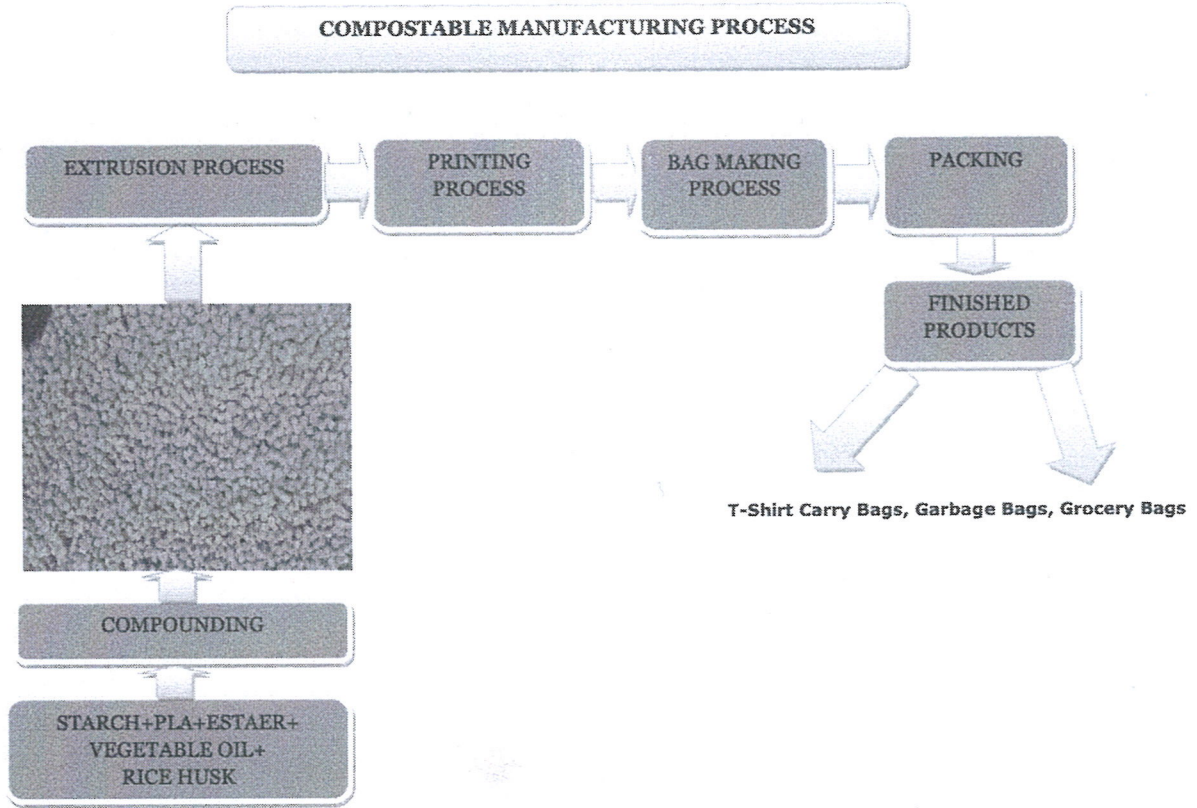 COMPOSTABLE MANUFACTURING PROCESS
EXTRUSION PROCESS
PRINTING
PROCESS
BAG MAKING
PROCESS
PACKING
FINISHED
PRODUCTS
T-Shirt Carry Bags, Garbage Bags, Grocery Bags
COMPOUNDING
STARCH+PLA+ESTAER+
VEGETABLE OIL+
RICE HUSK